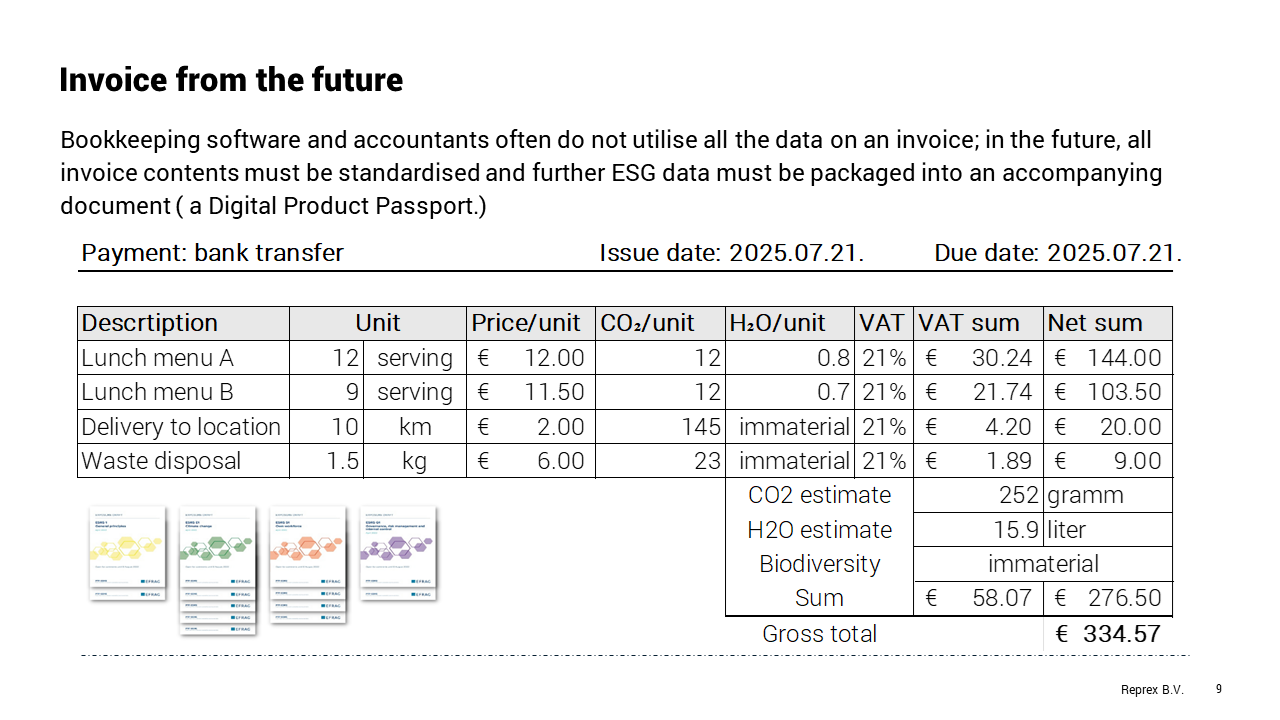 Invoice from the future
Bookkeeping software and accountants often do not utilise all the data on an invoice; in the future, all
invoice contents must be standardised and further ESG data must be packaged into an accompanying
document ( a Digital Product Passport.)
Payment: bank transfer Issue date: 2025.07.21. Due date: 2025.07.21.
Descrtiption Unit Price/unit CO₂/unit H₂O/unit VAT VAT sum Net sum
Lunch menu A 12 serving € 12.00 12 0.8 21% € 30.24 € 144.00
Lunch menu B 9 serving € 11.50 12 0.7 21% € 21.74 € 103.50
Delivery to location 10 km € 2.00 145 immaterial 21% € 4.20 € 20.00
Waste disposal 1.5 kg € 6.00 23 immaterial 21% € 1.89 € 9.00
CO2 estimate 252 gramm
H2O estimate 15.9 liter
Biodiversity immaterial
Sum € 58.07 € 276.50
Gross total € 334.57
EFRAG EFRAG EFRAG EFRAG
Reprex B.V. 9